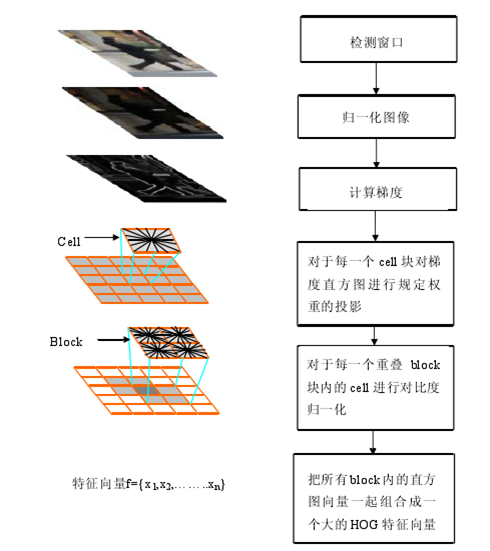 检测窗口
归一化图像
计算梯度
Cell
对于每一个 cell 块对梯
度直方图进行规定权
重的投影
Block
对于每一个重叠 block
块内的cell 进行对比度
归一化
特征向量f={x1,x2,……..xn}
把所有block内的直方
图向量一起组合成一
个大的HOG特征向量